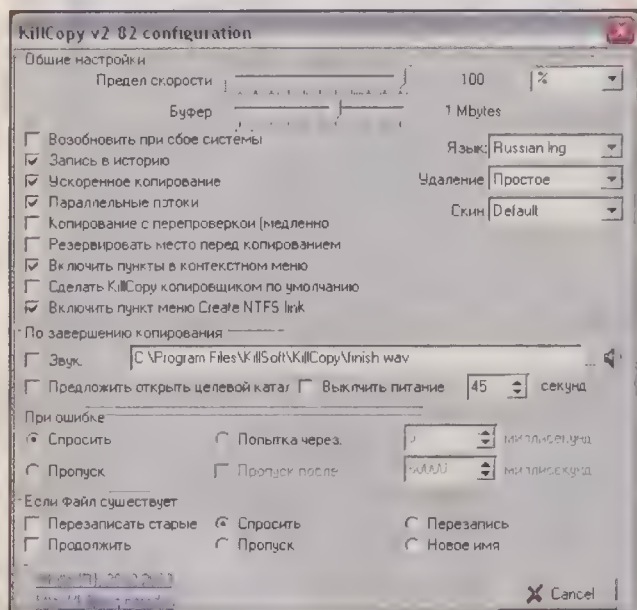 KillCopy v2 82 configuration
Общие настройки
Предел скорости 100 %
Буфер 1 Mbytes
Возобновить при сбое системы
Язык: Russian lng
Запись в историю
Ускоренное копирование
Удаление Простое
Параллельные потоки
Скин Default
Копирование с перепроверкой (медленно
Резервировать место перед копированием
Включить пункты в контекстном меню
Сделать KillCopy копировщиком по умолчанию
Включить пункт меню Create NTFS link
По завершению копирования
Звук. C \Program Files\KillSoft\KillCopy\finish wav ...
Предложить открыть целевой катал Выклчить питание 45 секунд
При ошибке
Спросить Попытка через. миллисекунд
Пропуск Пропуск после миллисекунд
Если файл существует
Перезаписать старые Спросить Перезапись
Продолжить Пропуск Новое имя
Cancel